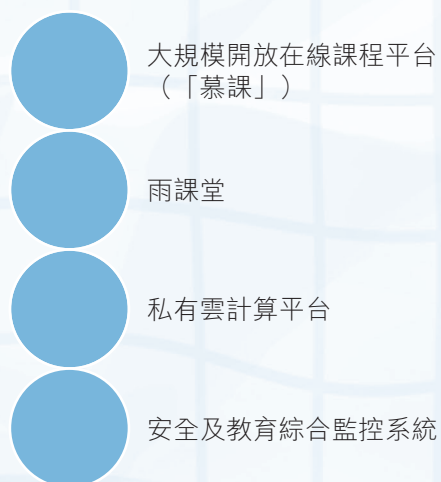 大規模開放在線課程平台
（「慕課」）
雨課堂
私有雲計算平台
安全及教育綜合監控系統